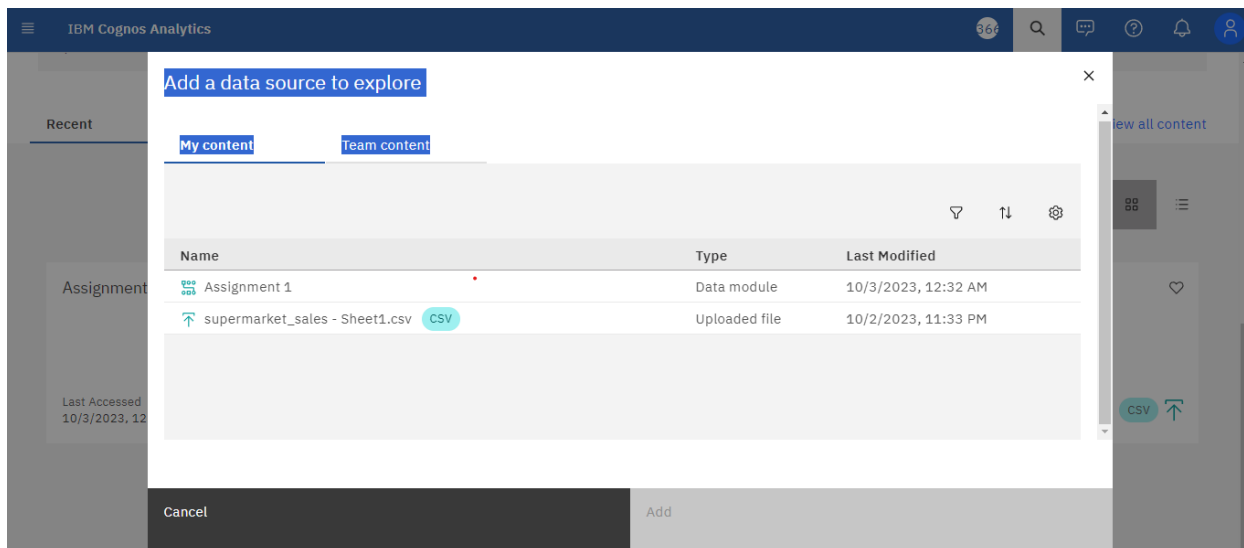 IBM Cognos Analytics
366
Add a data source to explore
Recent
View all content
My content
Team content
Name Type Last Modified
Assignment
Assignment 1 Data module 10/3/2023, 12:32 AM
supermarket_sales - Sheet1.csv CSV Uploaded file 10/2/2023, 11:33 PM
Last Accessed
10/3/2023, 12
CSV
Cancel
Add